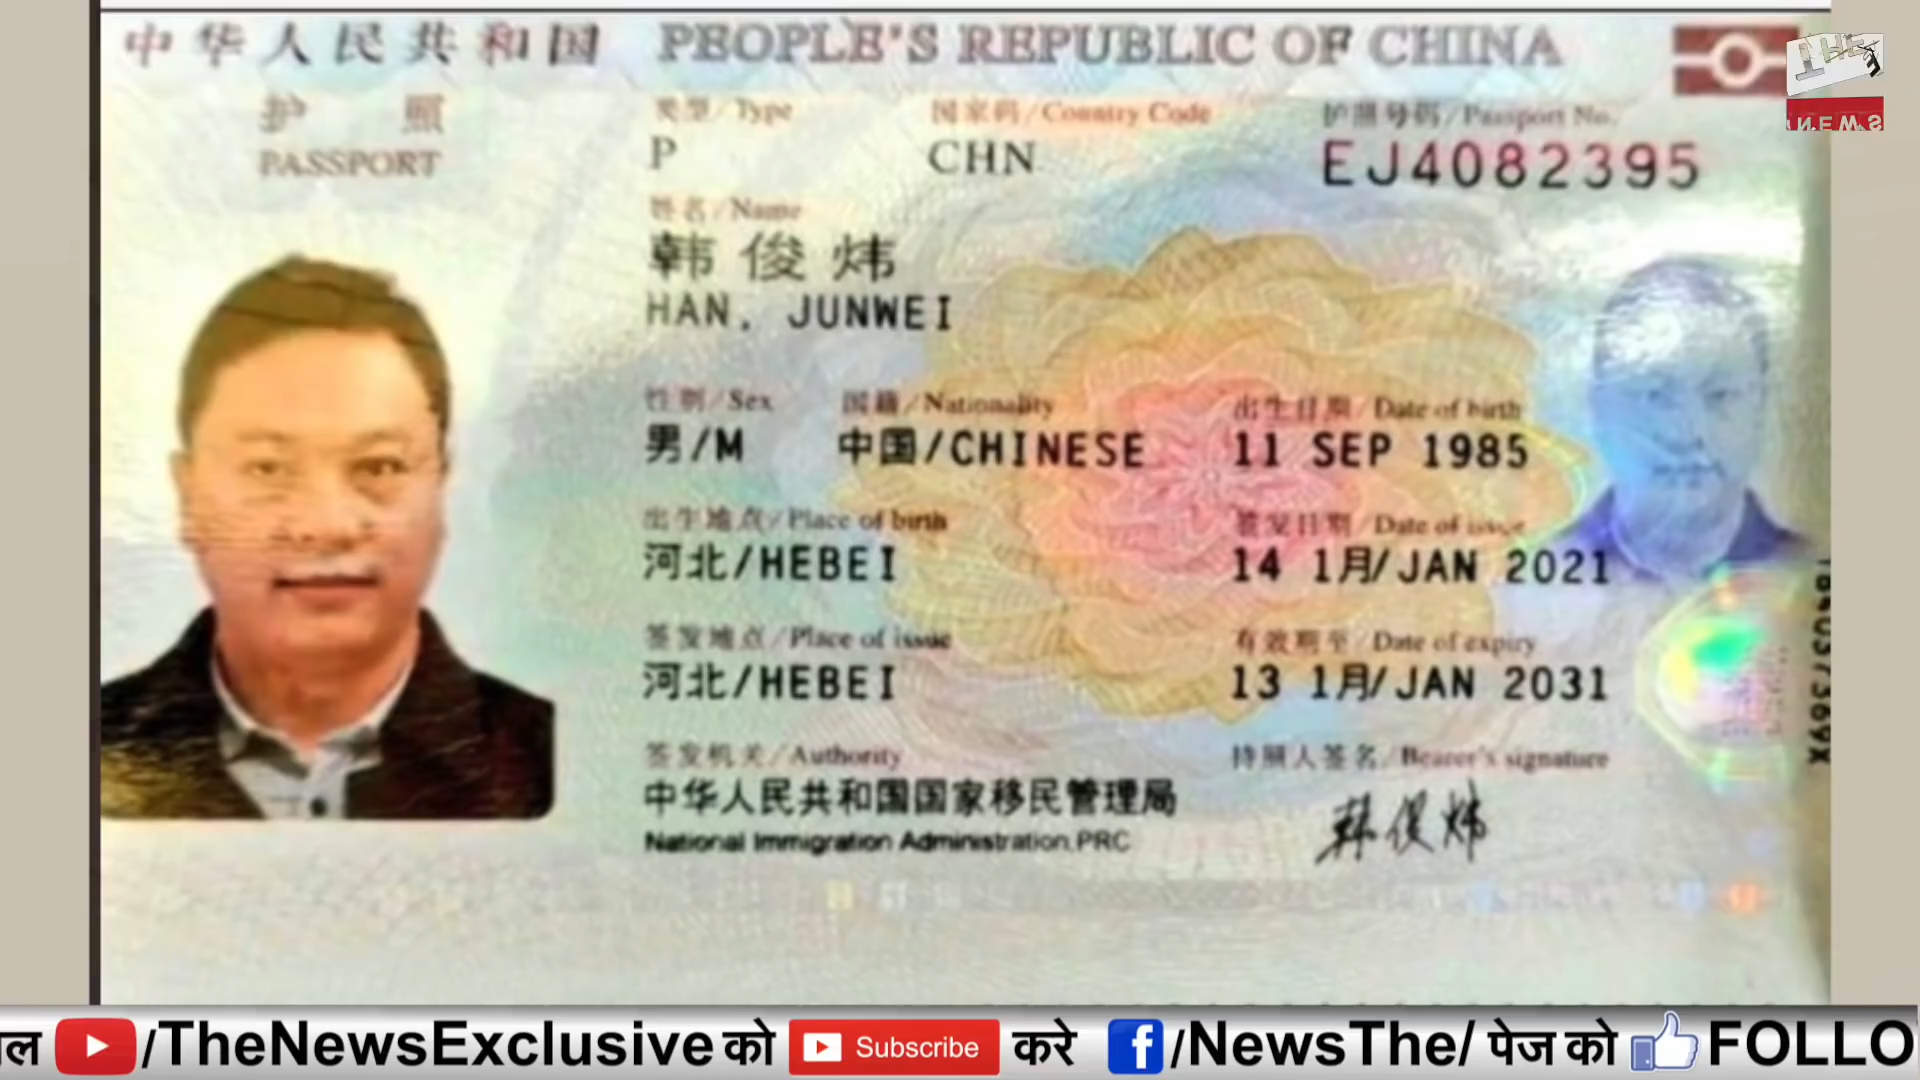 中华人民共和国 PEOPLE'S REPUBLIC OF CHINA
THE
NEWS
护照
PASSPORT
类型/Type 国家码/Country Code 护照号码/Passport No.
P CHN EJ4082395
姓名/Name
韩俊炜
HAN, JUNWEI
性别/Sex 国籍/Nationality 出生日期/Date of birth
男/M 中国/CHINESE 11 SEP 1985
出生地点/Place of birth 签发日期/Date of issue
河北/HEBEI 14 1月/JAN 2021
签发地点/Place of issue 有效期至/Date of expiry
河北/HEBEI 13 1月/JAN 2031
签发机关/Authority 持照人签名/Bearer's signature
中华人民共和国国家移民管理局 韩俊炜
National Immigration Administration, PRC
/TheNewsExclusive को Subscribe करे f /NewsThe/ पेज को FOLLO